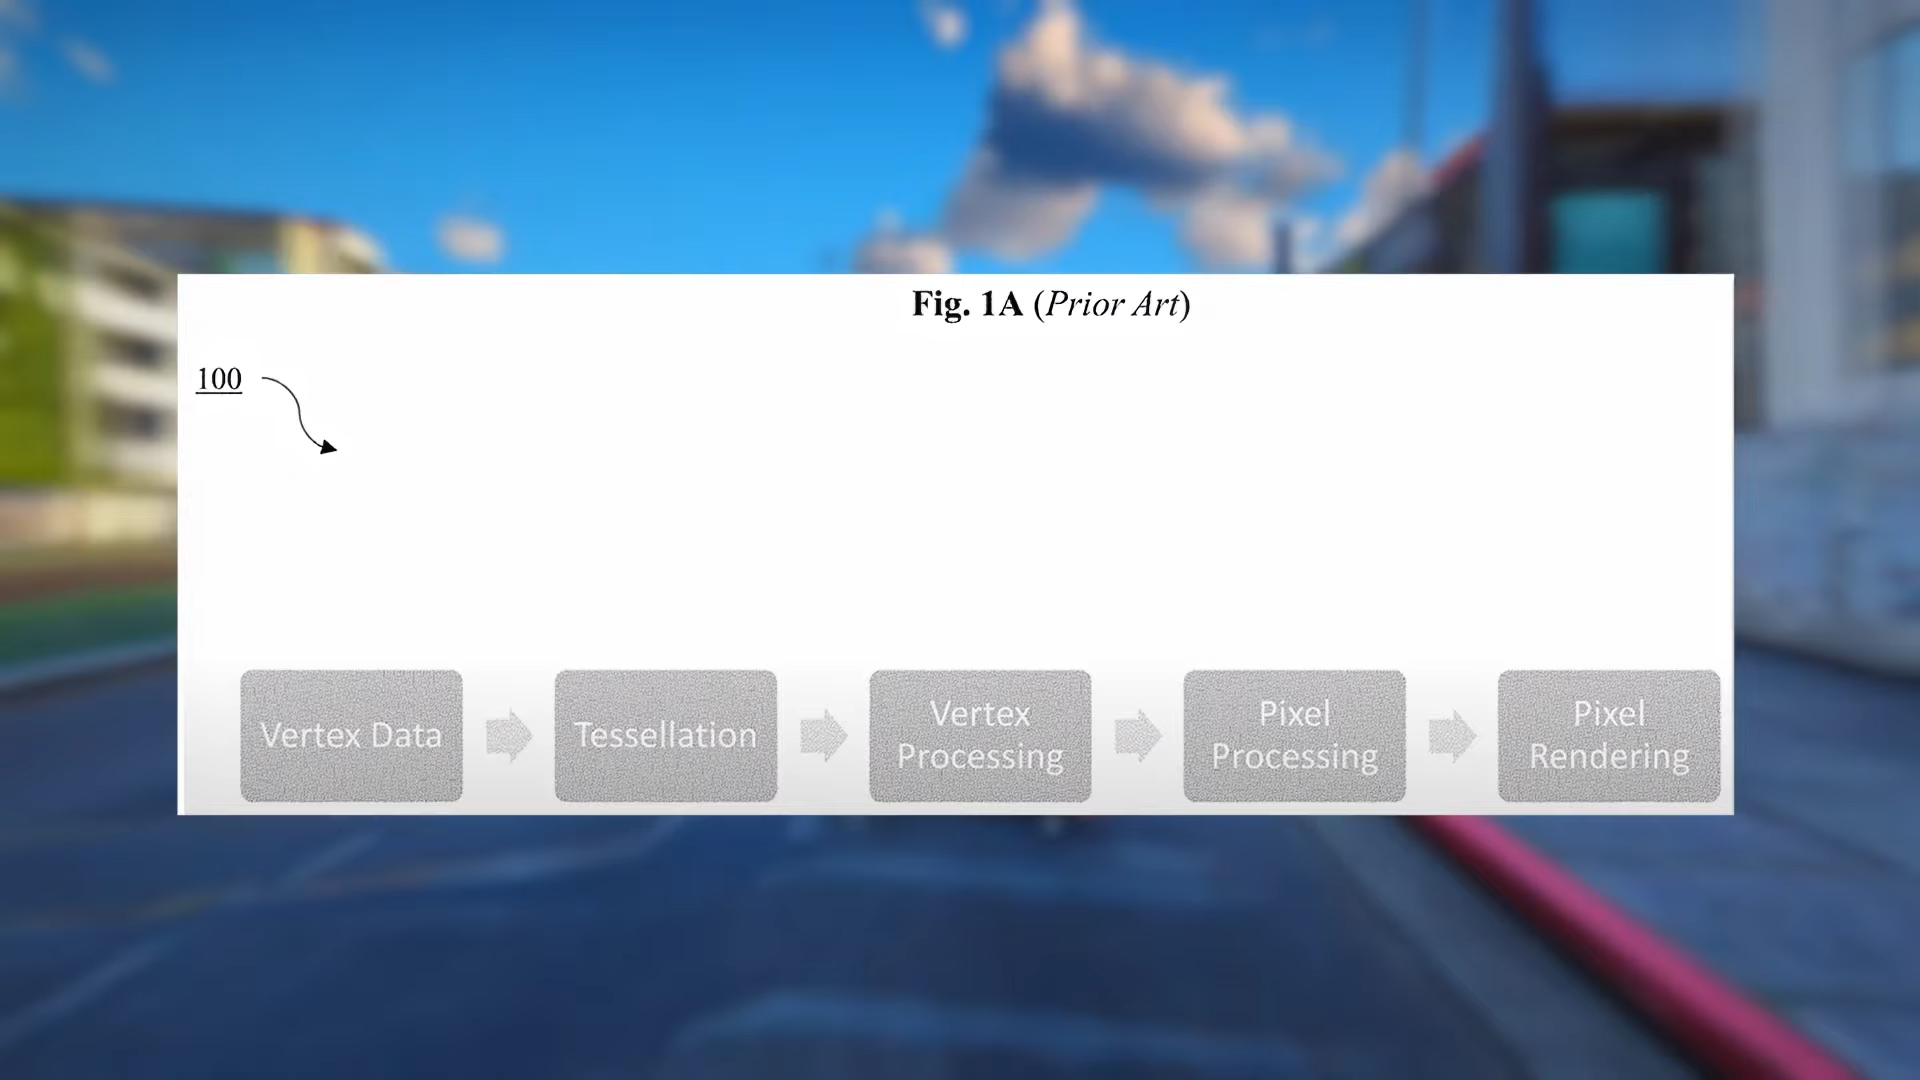 Fig. 1A (Prior Art)
100
Vertex Data
Tessellation
Vertex
Processing
Pixel
Processing
Pixel
Rendering